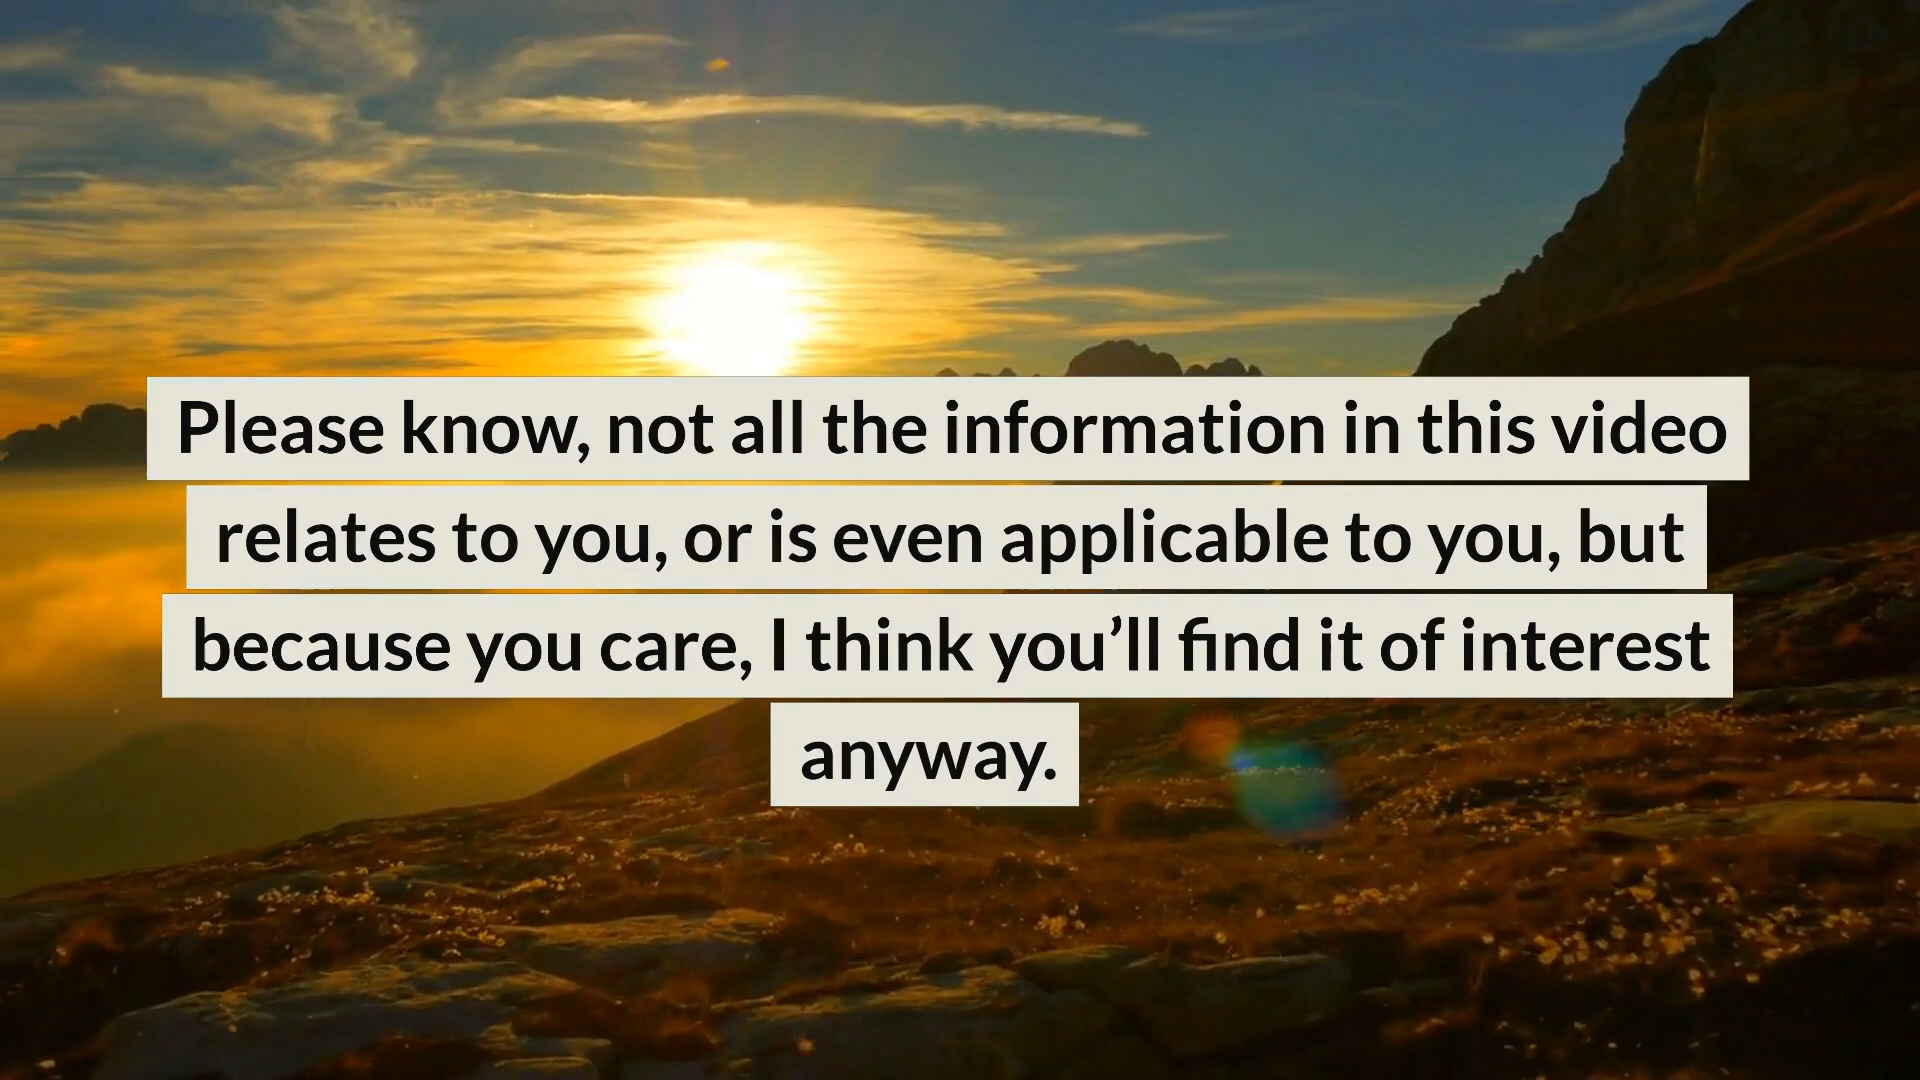 Please know, not all the information in this video
relates to you, or is even applicable to you, but
because you care, I think you’ll find it of interest
anyway.